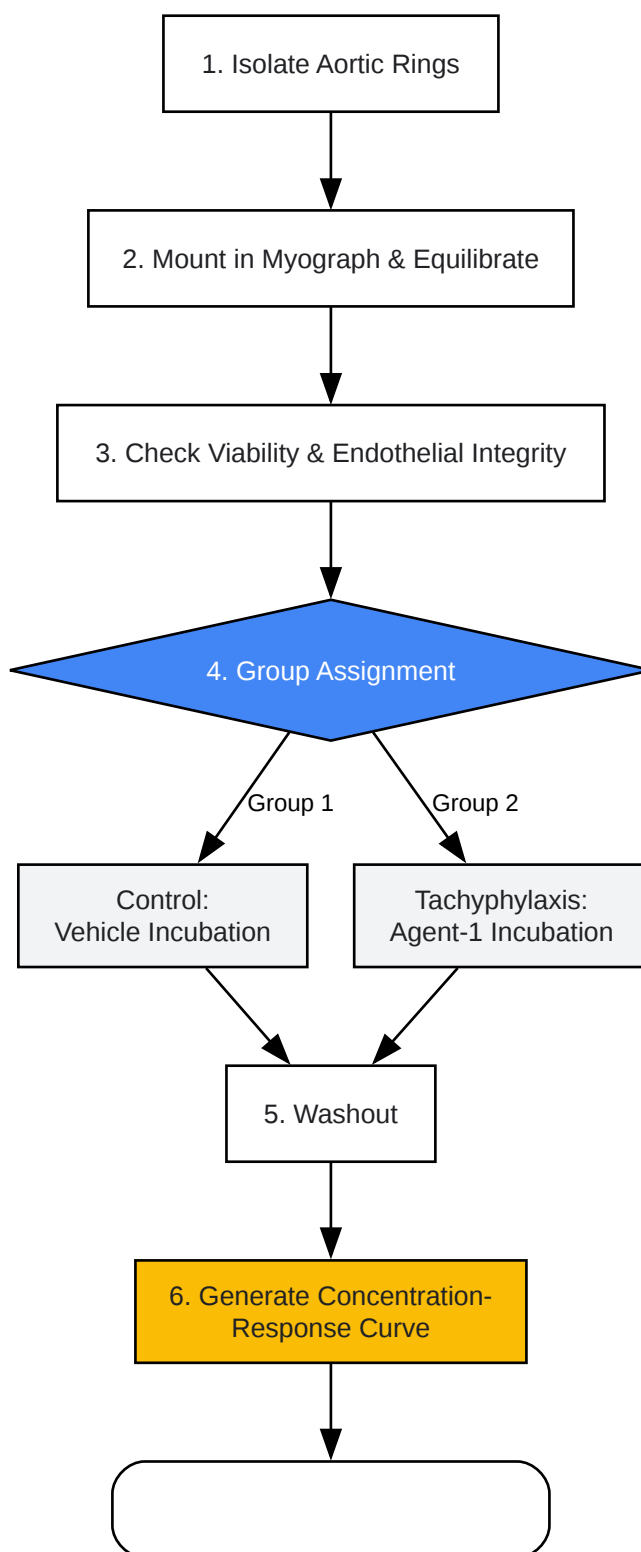 1. Isolate Aortic Rings
2. Mount in Myograph & Equilibrate
3. Check Viability & Endothelial Integrity
4. Group Assignment
Group 1
Group 2
Control:
Vehicle Incubation
Tachyphylaxis:
Agent-1 Incubation
5. Washout
6. Generate Concentration-
Response Curve